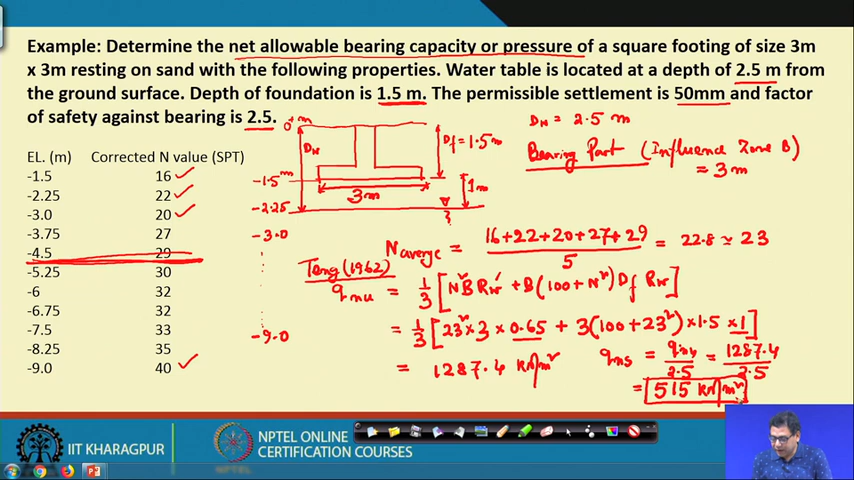 Example: Determine the net allowable bearing capacity or pressure of a square footing of size 3m
x 3m resting on sand with the following properties. Water table is located at a depth of 2.5 m from
the ground surface. Depth of foundation is 1.5 m. The permissible settlement is 50mm and factor
of safety against bearing is 2.5.
EL. (m) Corrected N value (SPT)
-1.5 16
-2.25 22
-3.0 20
-3.75 27
-4.5 29
-5.25 30
-6 32
-6.75 32
-7.5 33
-8.25 35
-9.0 40
Dw = 2.5 m
Bearing Part (Influence Zone B)
= 3m
Dw
Df = 1.5m
-1.5m
3m
1m
-2.25
-3.0
-9.0
N average = 16+22+20+27+29 / 5 = 22.8 ≃ 23
Teng (1962)
qnu = 1/3 [N²B Rw' + B(100+N²) Df Rw]
= 1/3 [23² × 3 × 0.65 + 3(100+23²) × 1.5 × 1]
= 1287.4 kN/m²
qns = qnu / 2.5 = 1287.4 / 2.5
= 515 kN/m²
IIT KHARAGPUR
NPTEL ONLINE
CERTIFICATION COURSES